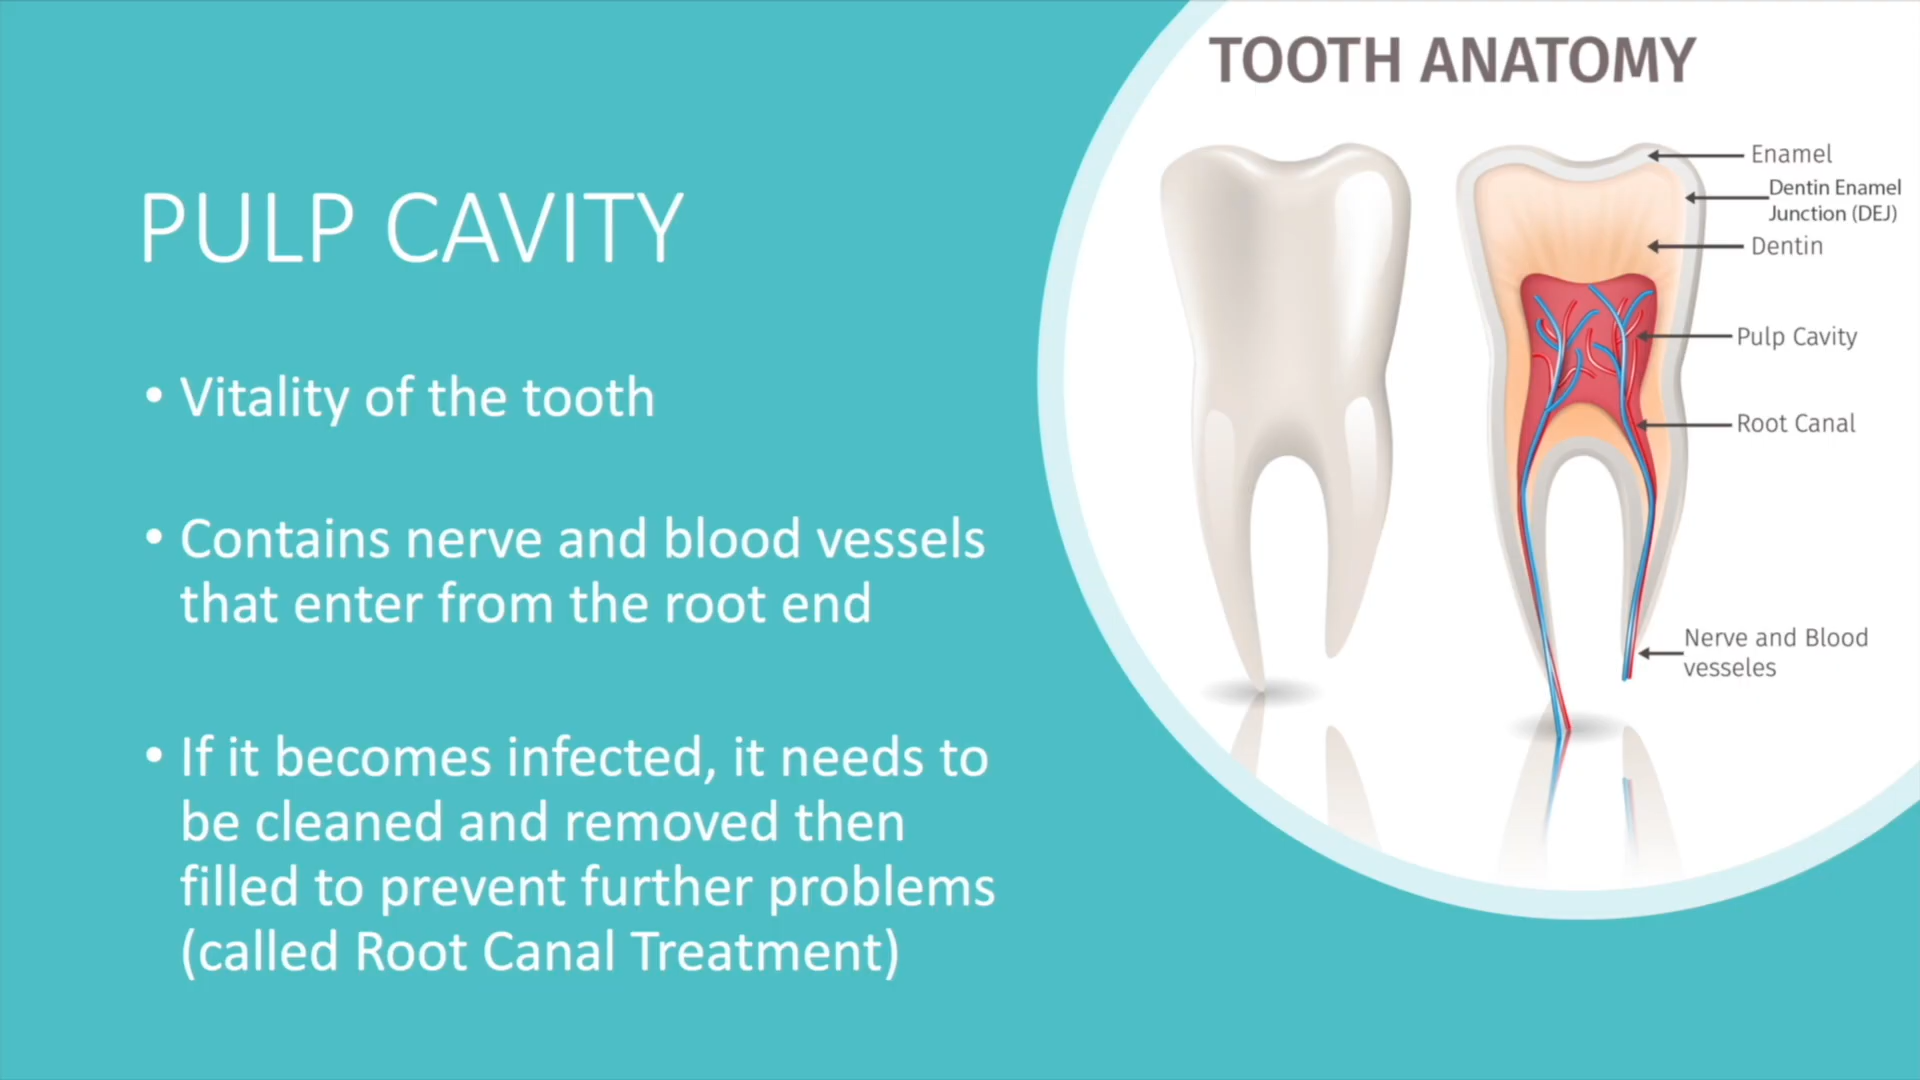 PULP CAVITY
• Vitality of the tooth
• Contains nerve and blood vessels
that enter from the root end
• If it becomes infected, it needs to
be cleaned and removed then
filled to prevent further problems
(called Root Canal Treatment)
TOOTH ANATOMY
Enamel
Dentin Enamel
Junction (DEJ)
Dentin
Pulp Cavity
Root Canal
Nerve and Blood
vesseles